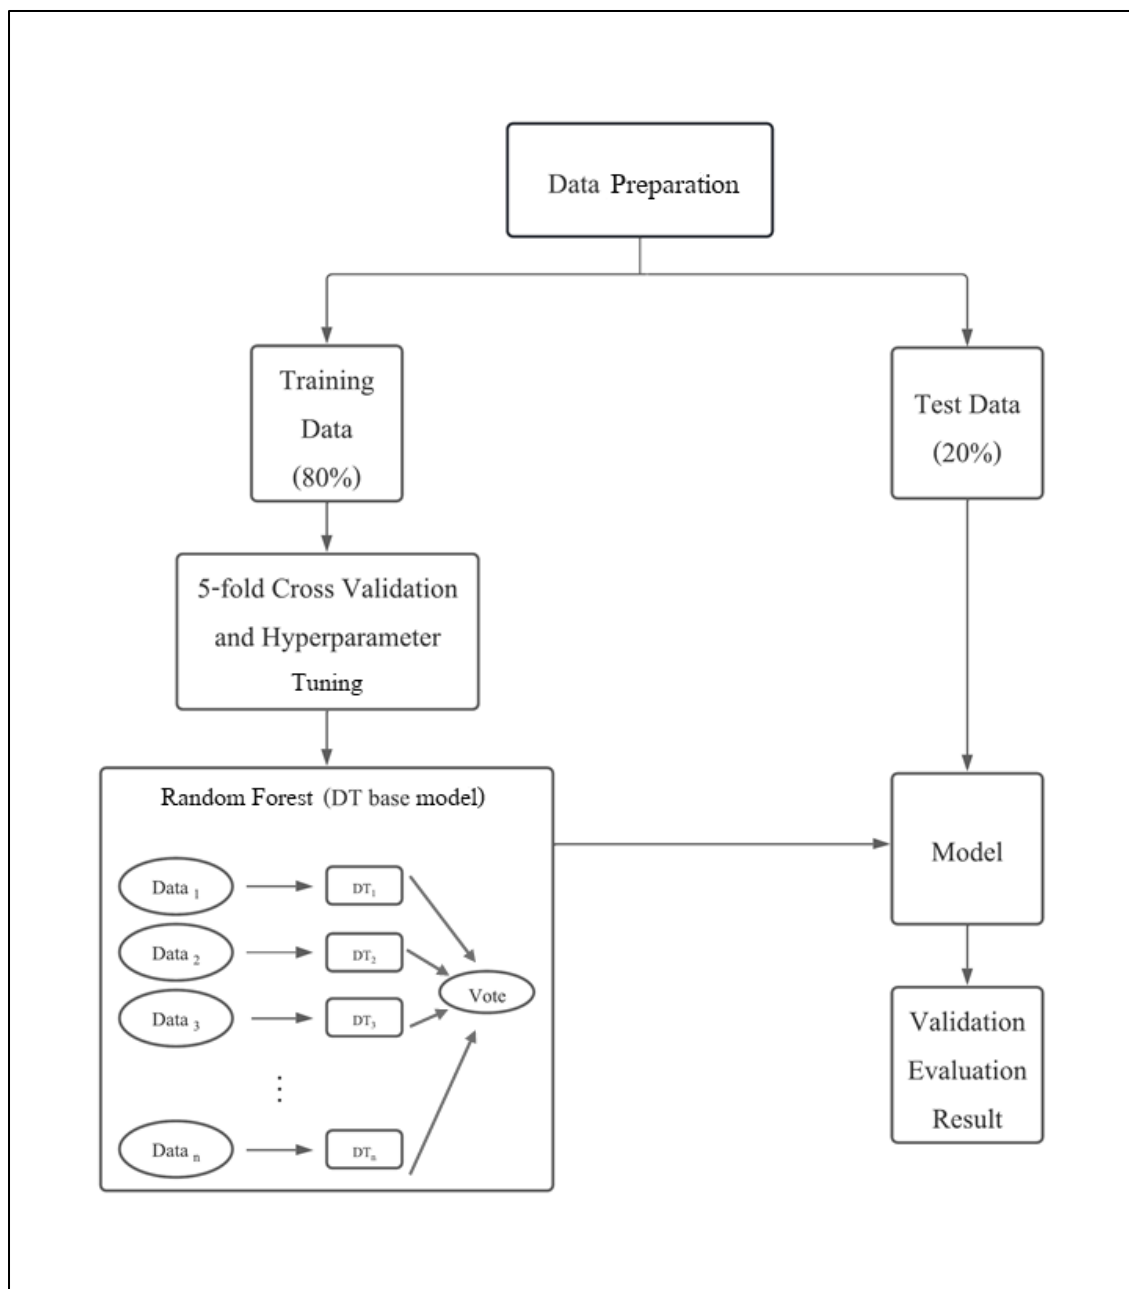 Data Preparation
Training
Data
(80%)
Test Data
(20%)
5-fold Cross Validation
and Hyperparameter
Tuning
Random Forest (DT base model)
Data 1
DT1
Data 2
DT2
Data 3
DT3
⋮
Data n
DTn
Vote
Model
Validation
Evaluation
Result